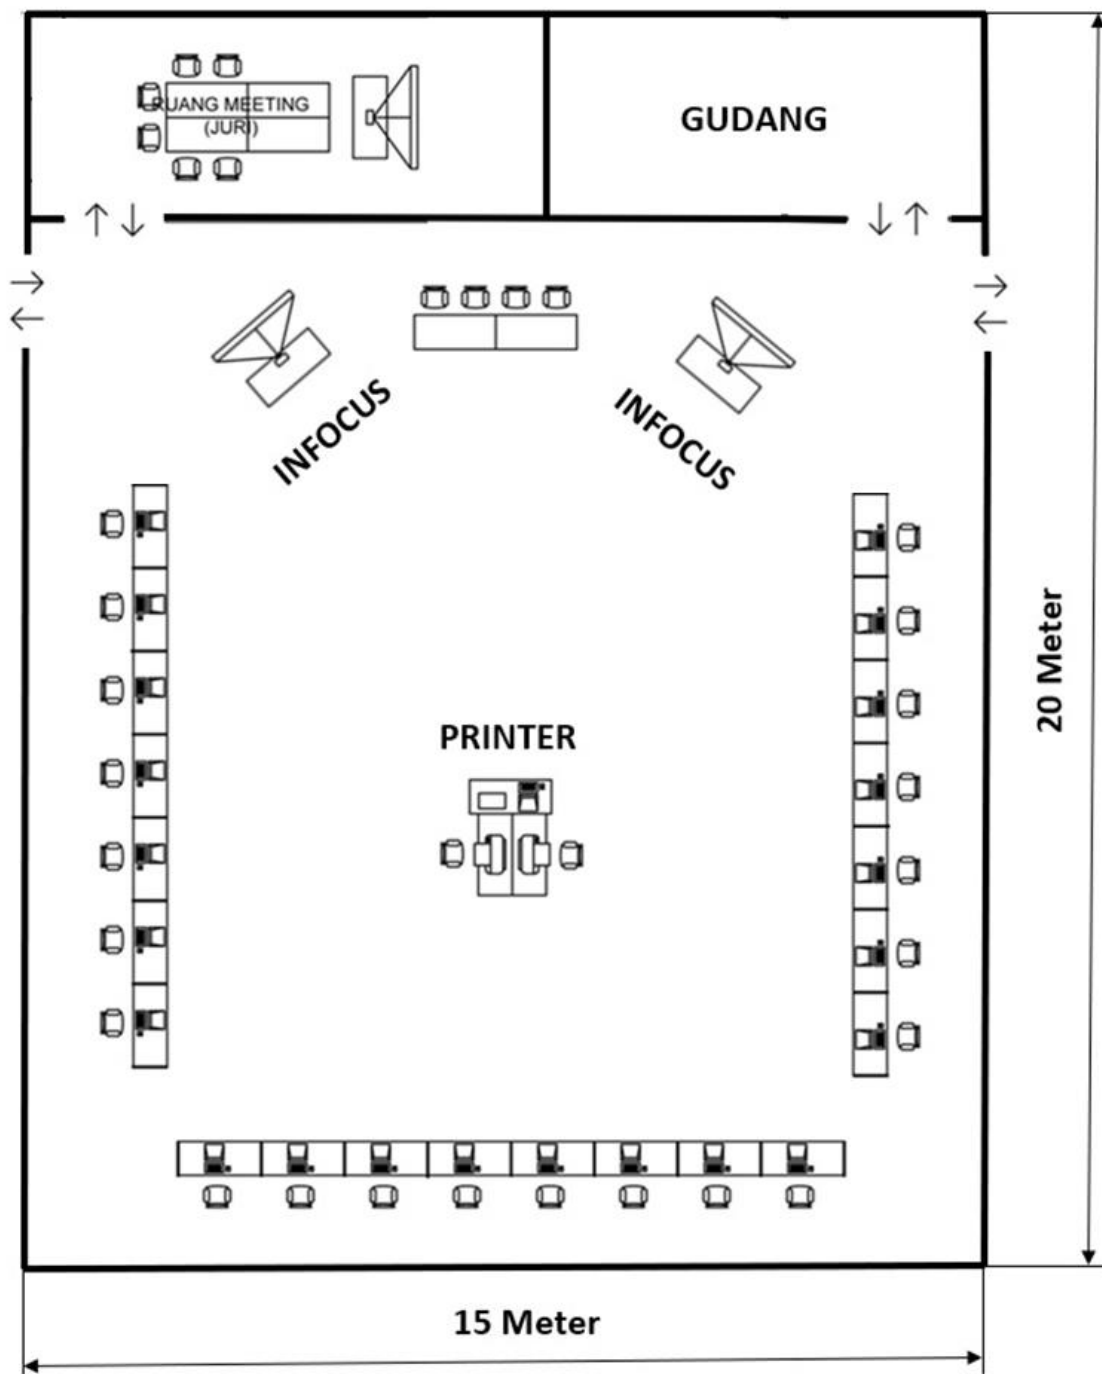 RUANG MEETING
(JURI)
GUDANG
INFOCUS
INFOCUS
PRINTER
20 Meter
15 Meter